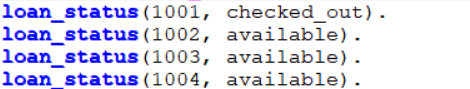 loan_status(1001, checked_out).
loan_status(1002, available).
loan_status(1003, available).
loan_status(1004, available).